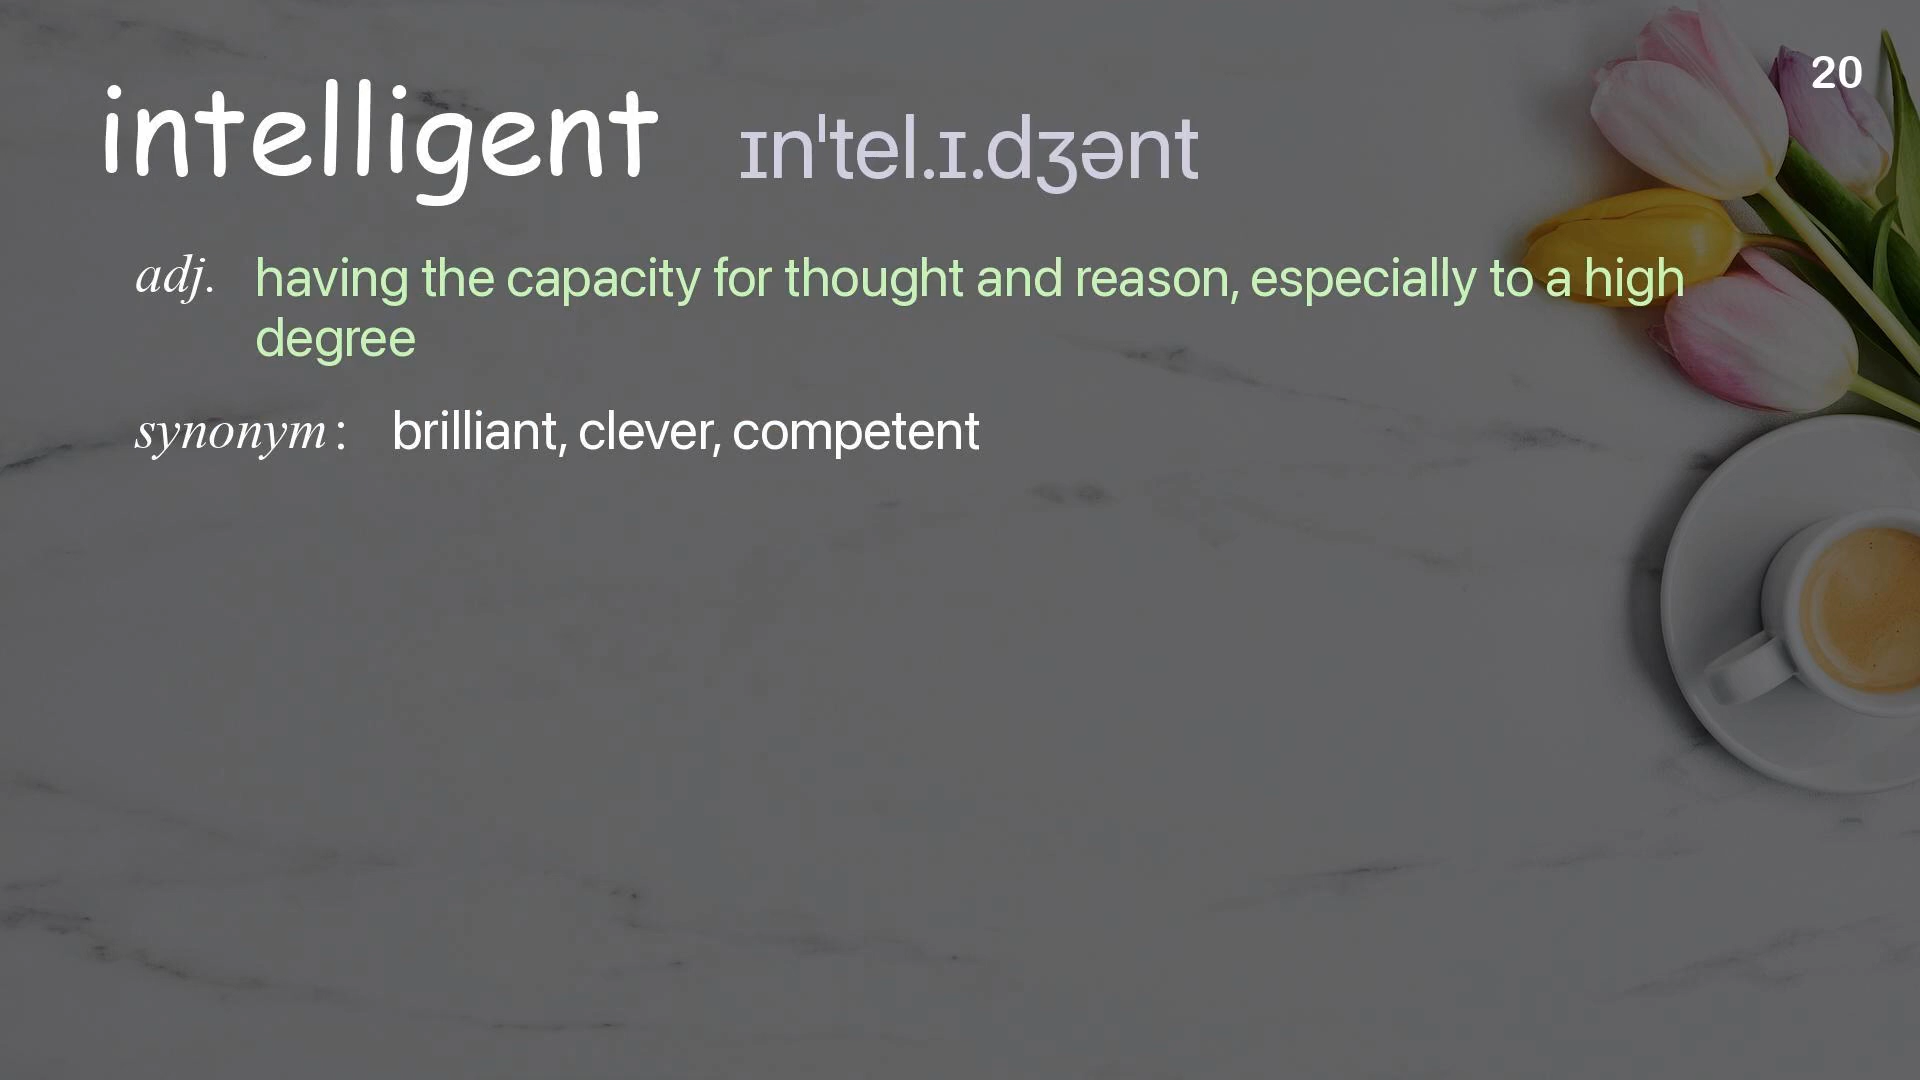 20
intelligent ɪnˈtel.ɪ.dʒənt
adj. having the capacity for thought and reason, especially to a high
degree
synonym: brilliant, clever, competent